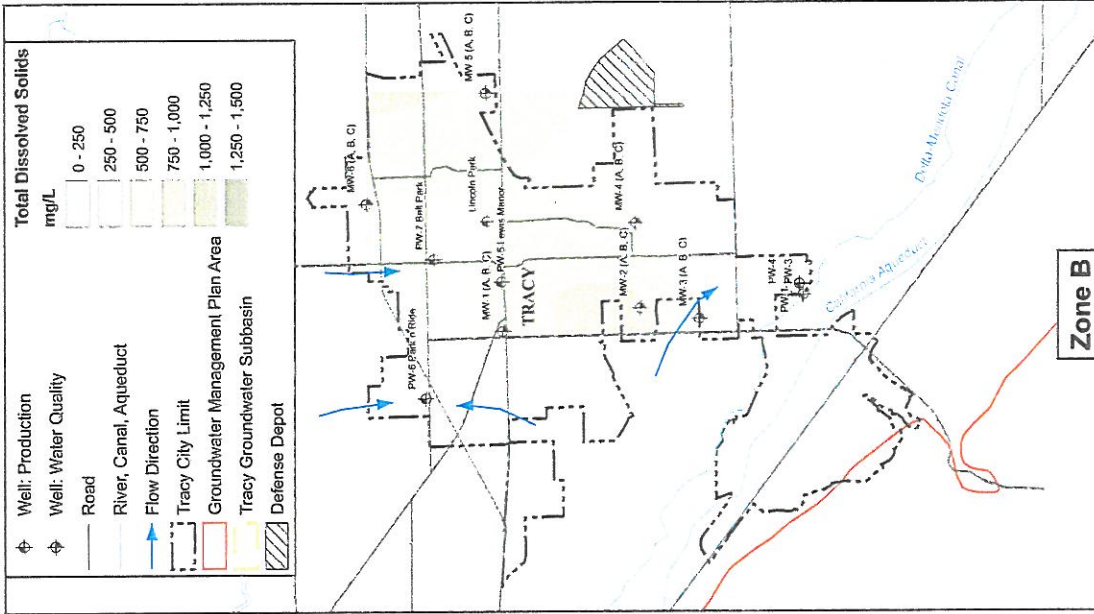 Well: Production
Well: Water Quality
Road
River, Canal, Aqueduct
Flow Direction
Tracy City Limit
Groundwater Management Plan Area
Tracy Groundwater Subbasin
Defense Depot
Total Dissolved Solids
mg/L
0 - 250
250 - 500
500 - 750
750 - 1,000
1,000 - 1,250
1,250 - 1,500
MW-6 (A, B, C)
MW-5 (A, B, C)
PW-7 Ball Park
Lincoln Park
PW-5 Lewis Manor
MW-1 (A, B, C)
PW-6 Park n Ride
TRACY
MW-4 (A, B, C)
MW-2 (A, B, C)
MW-3 (A, B, C)
PW-4
PW-1, PW-3
California Aqueduct
Delta Mendota Canal
Zone B